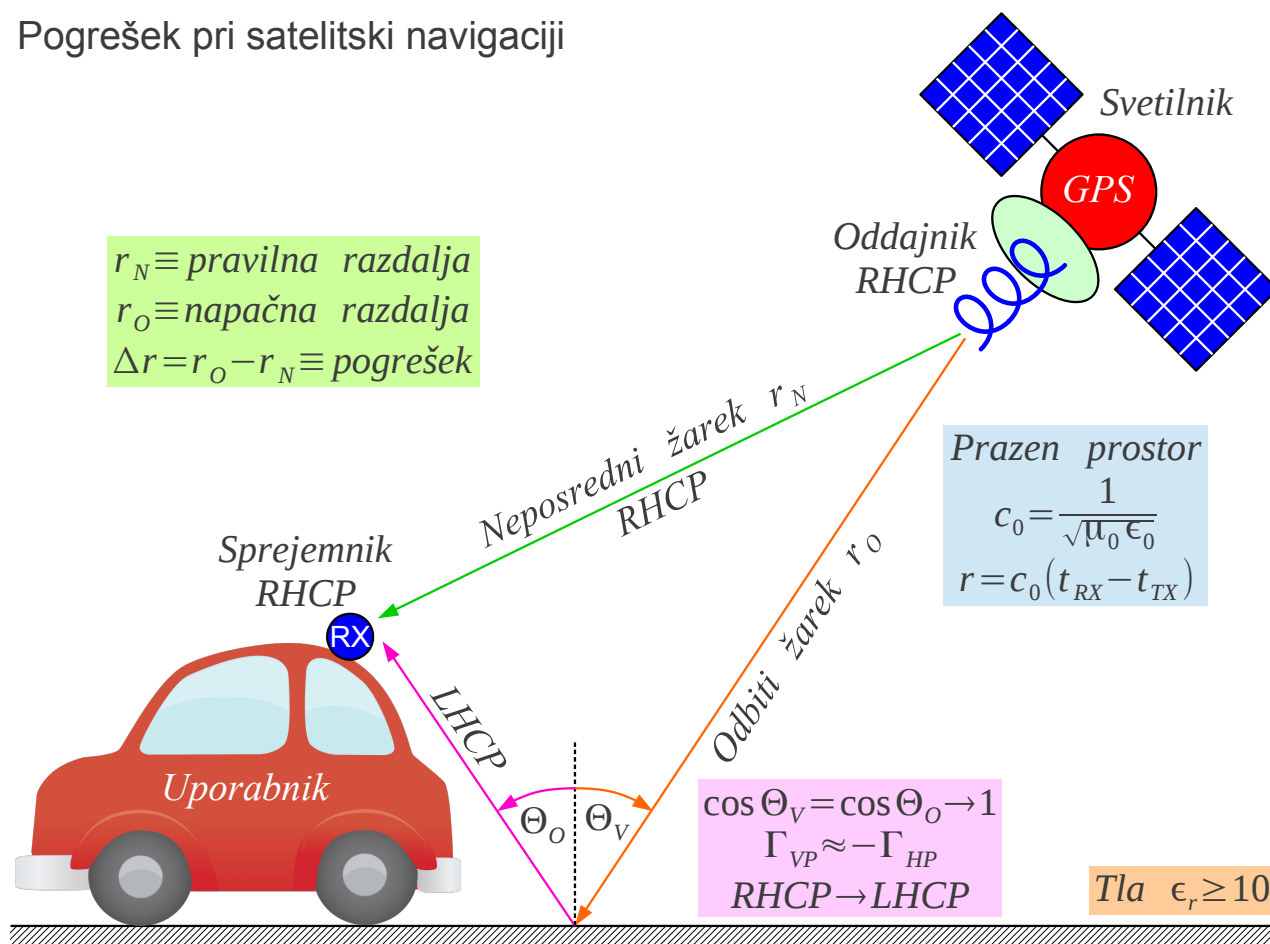 Pogrešek pri satelitski navigaciji
Svetilnik
GPS
Oddajnik
RHCP
r_N ≡ pravilna razdalja
r_O ≡ napačna razdalja
Δr = r_O − r_N ≡ pogrešek
Neposredni žarek r_N
RHCP
Prazen prostor
c_0 = 1/√(μ_0 ϵ_0)
r = c_0 (t_RX − t_TX)
Odbiti žarek r_O
Sprejemnik
RHCP
RX
LHCP
Uporabnik
Θ_O Θ_V
cos Θ_V = cos Θ_O → 1
Γ_VP ≈ −Γ_HP
RHCP → LHCP
Tla ϵ_r ≥ 10